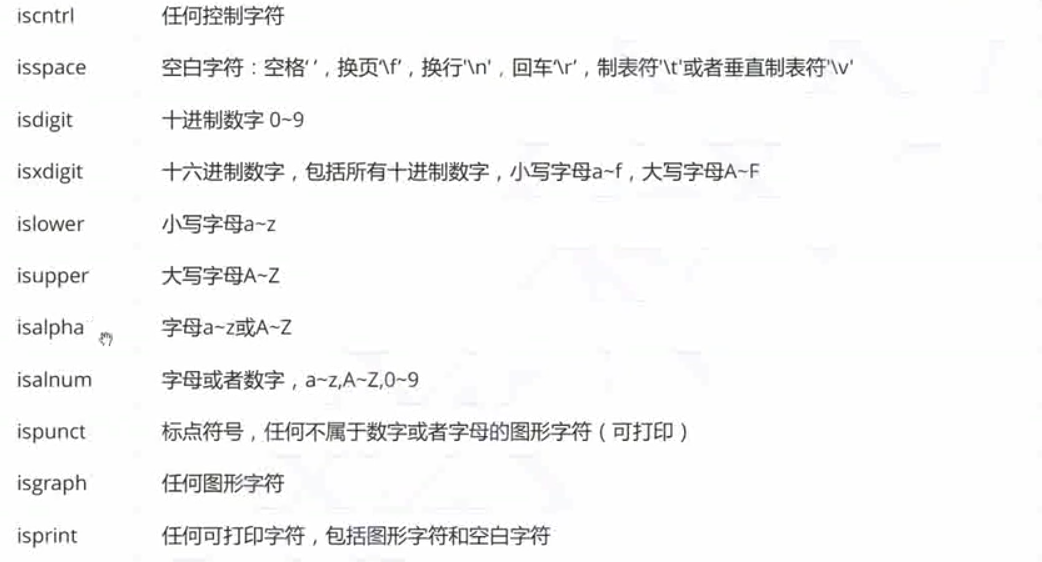 iscntrl 任何控制字符
isspace 空白字符：空格‘ ’，换页‘\f’，换行'\n'，回车‘\r’，制表符'\t'或者垂直制表符'\v'
isdigit 十进制数字 0~9
isxdigit 十六进制数字，包括所有十进制数字，小写字母a~f，大写字母A~F
islower 小写字母a~z
isupper 大写字母A~Z
isalpha 字母a~z或A~Z
isalnum 字母或者数字，a~z,A~Z,0~9
ispunct 标点符号，任何不属于数字或者字母的图形字符（可打印）
isgraph 任何图形字符
isprint 任何可打印字符，包括图形字符和空白字符